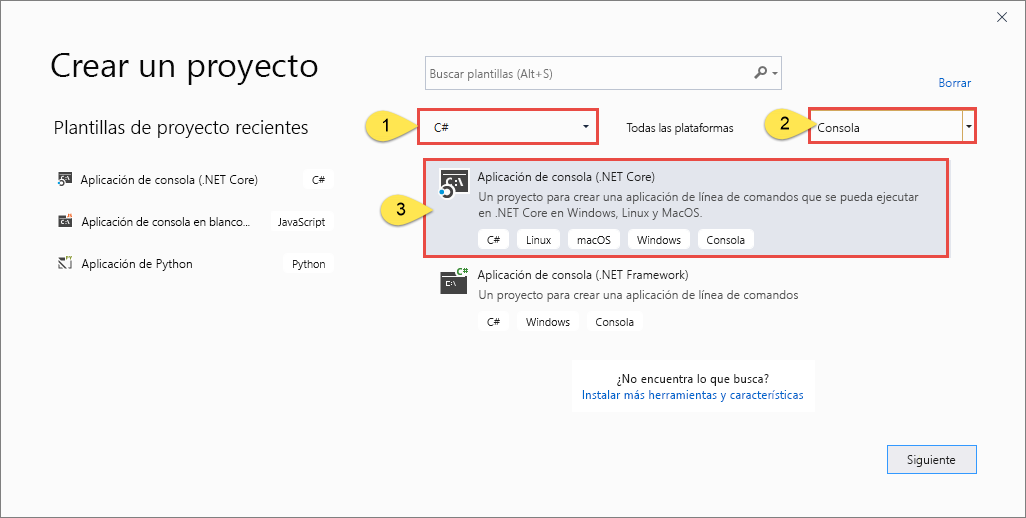 Crear un proyecto
Buscar plantillas (Alt+S)
Borrar
Plantillas de proyecto recientes
1
C#
Todas las plataformas
2
Consola
Aplicación de consola (.NET Core)
C#
Aplicación de consola en blanco...
JavaScript
Aplicación de Python
Python
3
Aplicación de consola (.NET Core)
Un proyecto para crear una aplicación de línea de comandos que se pueda ejecutar
en .NET Core en Windows, Linux y MacOS.
C# Linux macOS Windows Consola
Aplicación de consola (.NET Framework)
Un proyecto para crear una aplicación de línea de comandos
C# Windows Consola
¿No encuentra lo que busca?
Instalar más herramientas y características
Siguiente